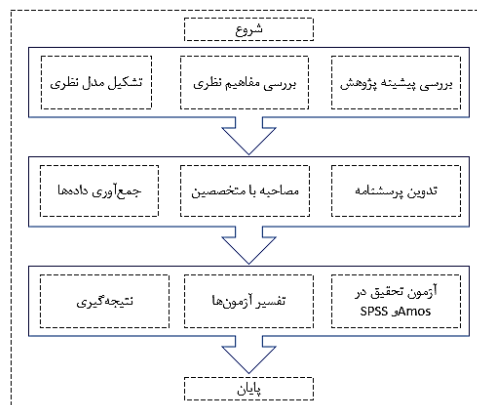 شروع
بررسی پیشینه پژوهش
بررسی مفاهیم نظری
تشکیل مدل نظری
تدوین پرسشنامه
مصاحبه با متخصصین
جمع‌آوری داده‌ها
آزمون تحقیق در
SPSS و Amos
تفسیر آزمون‌ها
نتیجه‌گیری
پایان